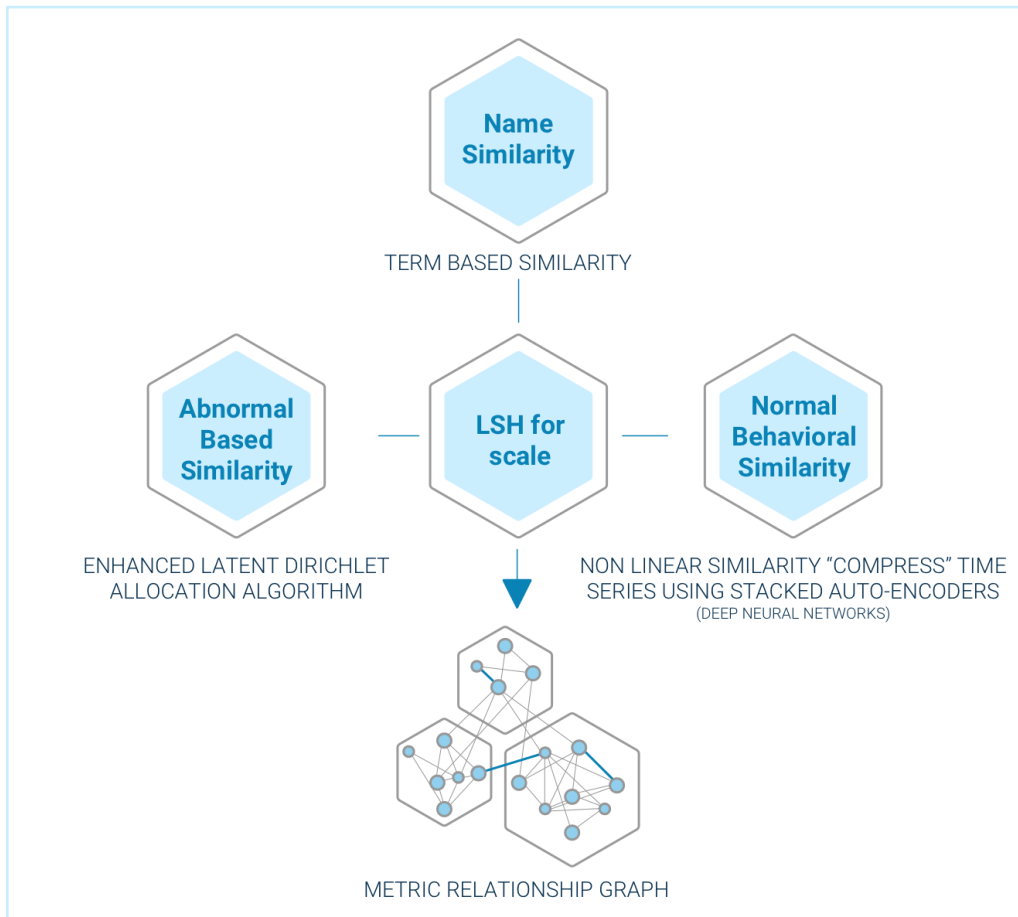 Name
Similarity
TERM BASED SIMILARITY
Abnormal
Based
Similarity
LSH for
scale
Normal
Behavioral
Similarity
ENHANCED LATENT DIRICHLET
ALLOCATION ALGORITHM
NON LINEAR SIMILARITY “COMPRESS” TIME
SERIES USING STACKED AUTO-ENCODERS
(DEEP NEURAL NETWORKS)
METRIC RELATIONSHIP GRAPH